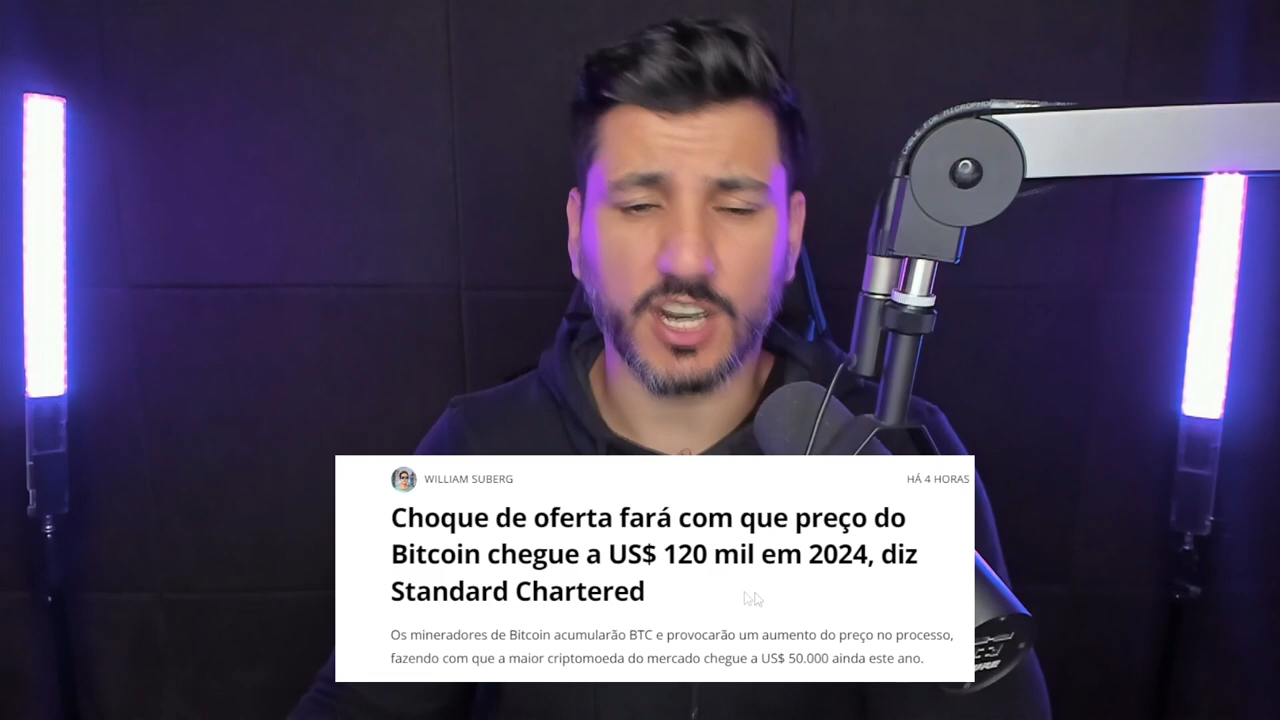 WILLIAM SUBERG
HÁ 4 HORAS
Choque de oferta fará com que preço do
Bitcoin chegue a US$ 120 mil em 2024, diz
Standard Chartered
Os mineradores de Bitcoin acumularão BTC e provocarão um aumento do preço no processo,
fazendo com que a maior criptomoeda do mercado chegue a US$ 50.000 ainda este ano.